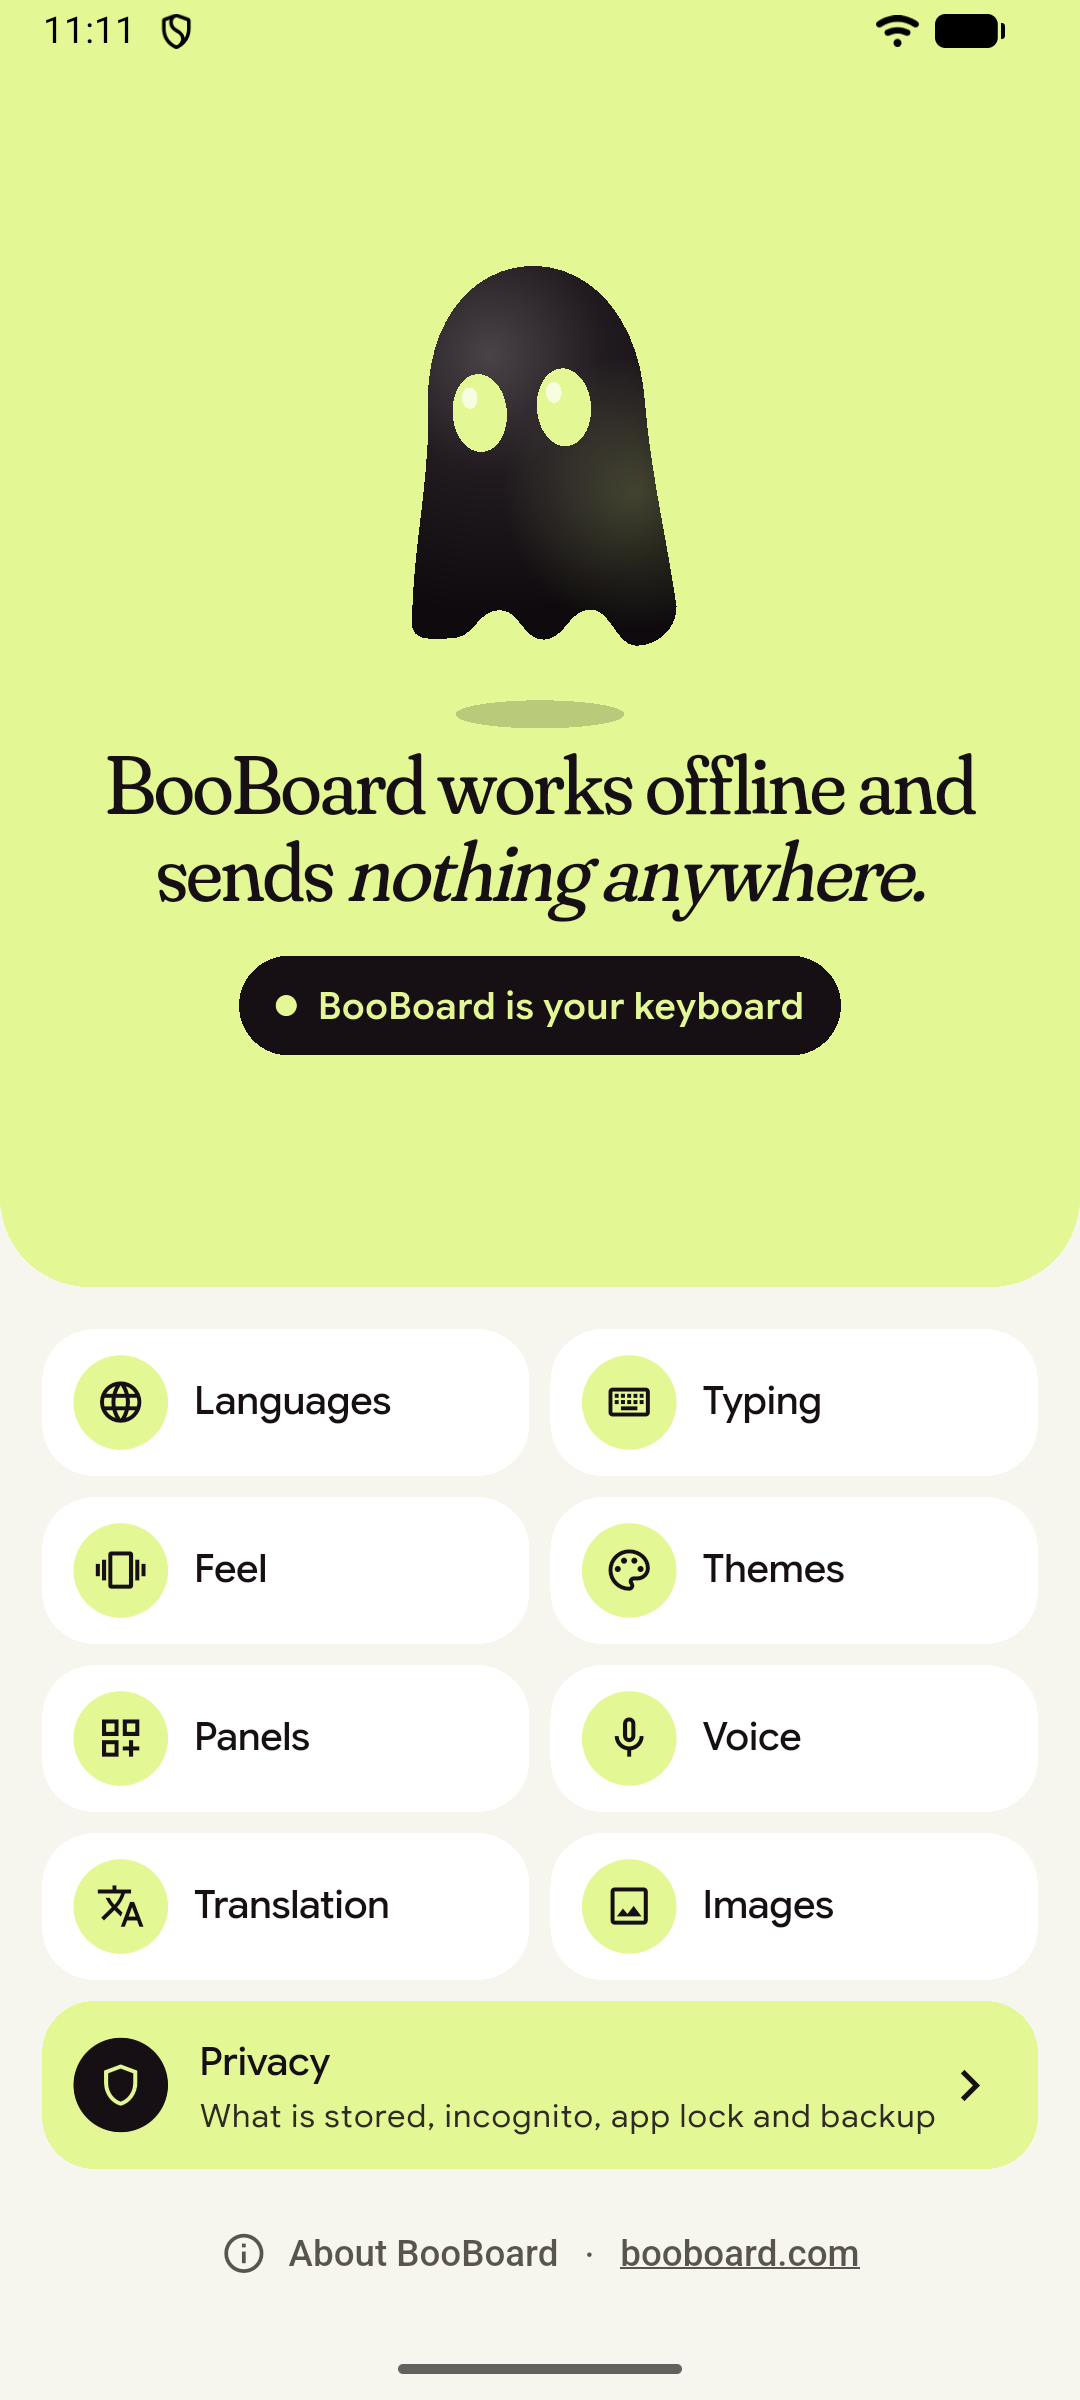 11:11
BooBoard works offline and
sends nothing anywhere.
BooBoard is your keyboard
Languages
Typing
Feel
Themes
Panels
Voice
Translation
Images
Privacy
What is stored, incognito, app lock and backup
About BooBoard · booboard.com